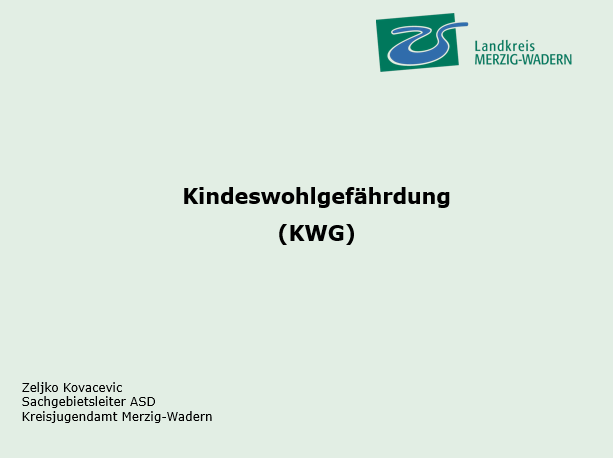 Landkreis
MERZIG-WADERN
Kindeswohlgefährdung
(KWG)
Zeljko Kovacevic
Sachgebietsleiter ASD
Kreisjugendamt Merzig-Wadern